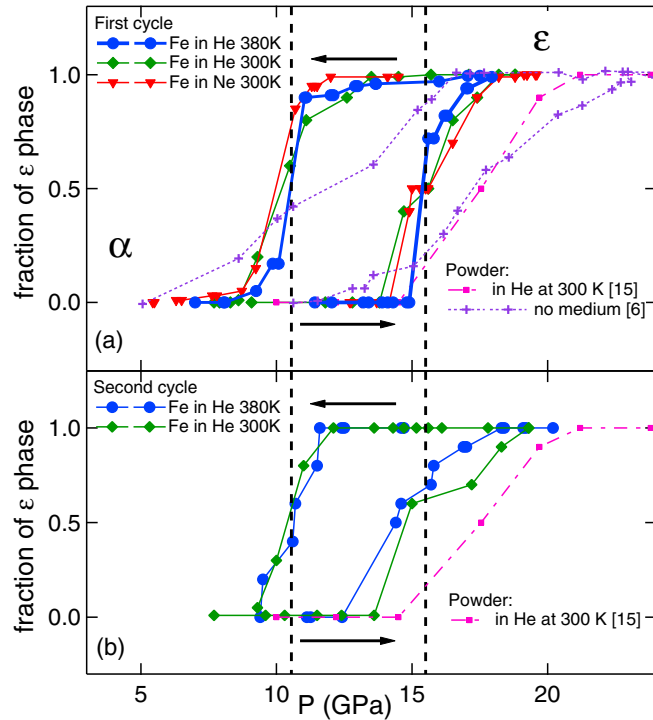 First cycle
Fe in He 380K
Fe in He 300K
Fe in Ne 300K
ε
1.0
0.5
0.0
fraction of ε phase
α
Powder:
in He at 300 K [15]
no medium [6]
(a)
Second cycle
Fe in He 380K
Fe in He 300K
1.0
0.5
0.0
fraction of ε phase
Powder:
in He at 300 K [15]
(b)
5
10
15
20
P (GPa)